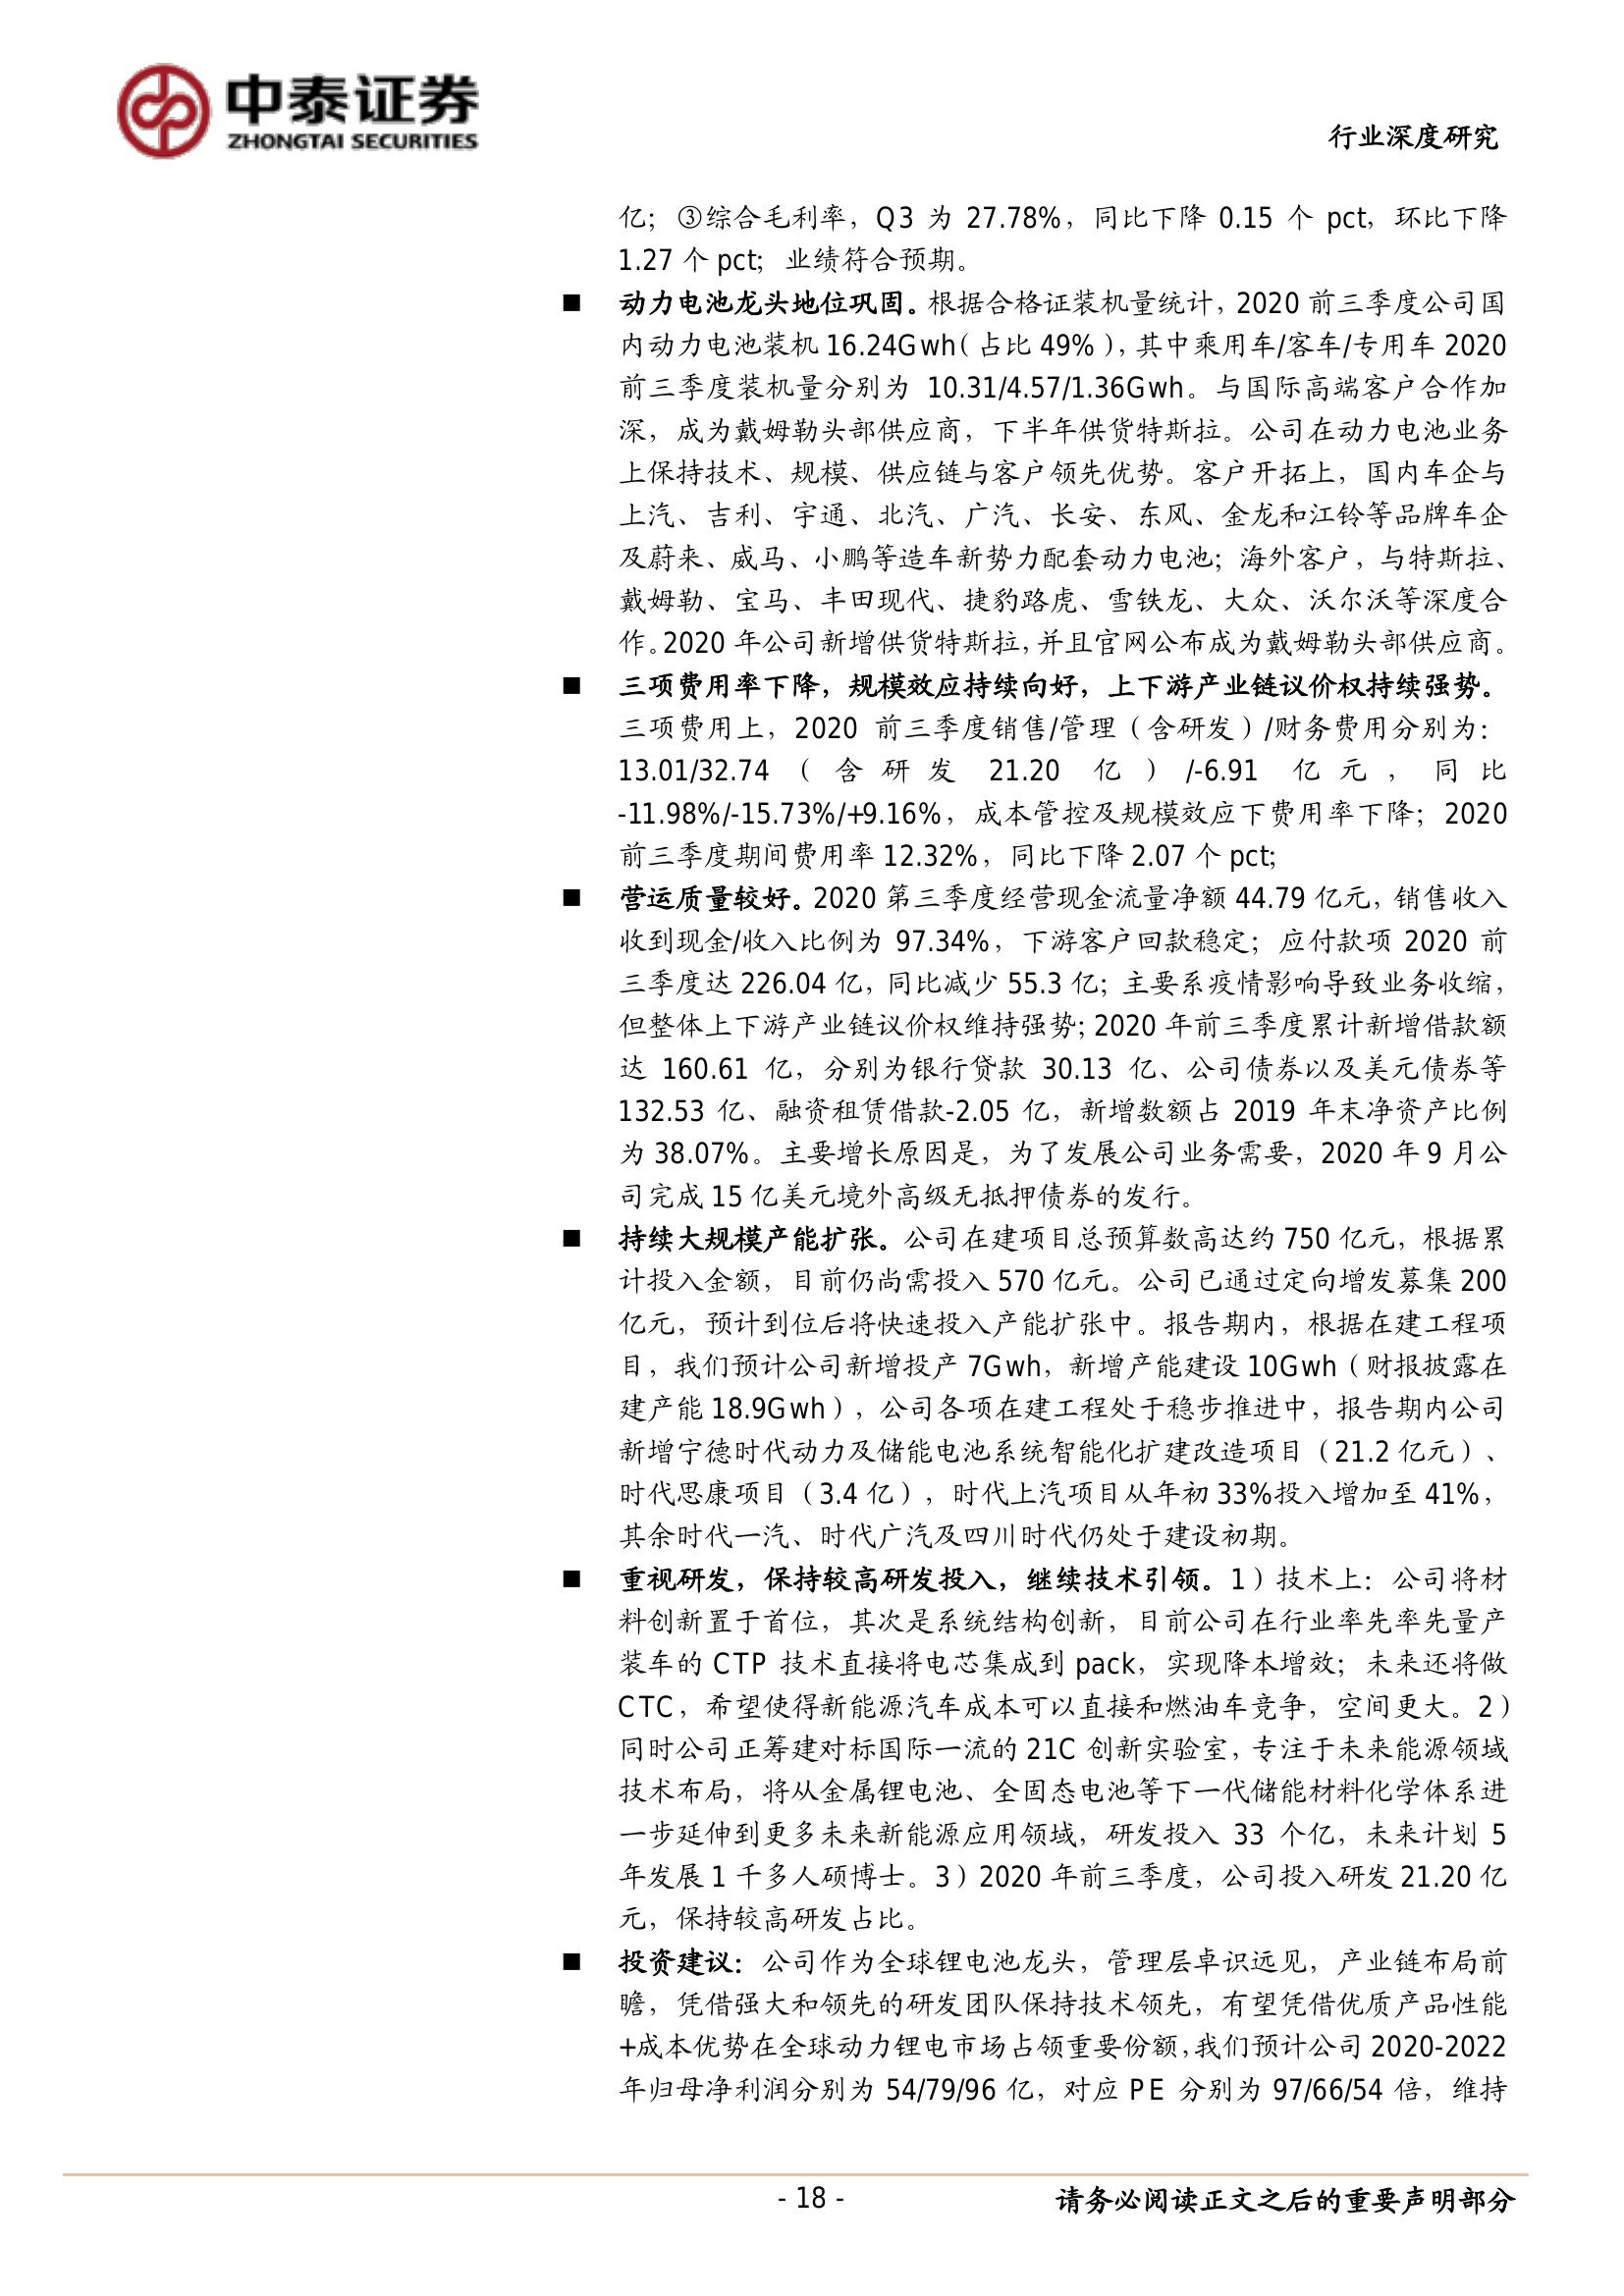 中泰证券
ZHONGTAI SECURITIES
行业深度研究
亿；③综合毛利率，Q3 为 27.78%，同比下降 0.15 个 pct，环比下降
1.27 个 pct；业绩符合预期。
■ 动力电池龙头地位巩固。根据合格证装机量统计，2020 前三季度公司国
内动力电池装机 16.24Gwh（占比 49%），其中乘用车/客车/专用车 2020
前三季度装机量分别为 10.31/4.57/1.36Gwh。与国际高端客户合作加
深，成为戴姆勒头部供应商，下半年供货特斯拉。公司在动力电池业务
上保持技术、规模、供应链与客户领先优势。客户开拓上，国内车企与
上汽、吉利、宇通、北汽、广汽、长安、东风、金龙和江铃等品牌车企
及蔚来、威马、小鹏等造车新势力配套动力电池；海外客户，与特斯拉、
戴姆勒、宝马、丰田现代、捷豹路虎、雪铁龙、大众、沃尔沃等深度合
作。2020 年公司新增供货特斯拉，并且官网公布成为戴姆勒头部供应商。
■ 三项费用率下降，规模效应持续向好，上下游产业链议价权持续强势。
三项费用上，2020 前三季度销售/管理（含研发）/财务费用分别为：
13.01/32.74（含研发 21.20 亿）/-6.91 亿元，同比
-11.98%/-15.73%/+9.16%，成本管控及规模效应下费用率下降；2020
前三季度期间费用率 12.32%，同比下降 2.07 个 pct;
■ 营运质量较好。2020 第三季度经营现金流量净额 44.79 亿元，销售收入
收到现金/收入比例为 97.34%，下游客户回款稳定；应付款项 2020 前
三季度达 226.04 亿，同比减少 55.3 亿；主要系疫情影响导致业务收缩，
但整体上下游产业链议价权维持强势；2020 年前三季度累计新增借款额
达 160.61 亿，分别为银行贷款 30.13 亿、公司债券以及美元债券等
132.53 亿、融资租赁借款-2.05 亿，新增数额占 2019 年末净资产比例
为 38.07%。主要增长原因是，为了发展公司业务需要，2020 年 9 月公
司完成 15 亿美元境外高级无抵押债券的发行。
■ 持续大规模产能扩张。公司在建项目总预算数高达约 750 亿元，根据累
计投入金额，目前仍尚需投入 570 亿元。公司已通过定向增发募集 200
亿元，预计到位后将快速投入产能扩张中。报告期内，根据在建工程项
目，我们预计公司新增投产 7Gwh，新增产能建设 10Gwh（财报披露在
建产能 18.9Gwh），公司各项在建工程处于稳步推进中，报告期内公司
新增宁德时代动力及储能电池系统智能化扩建改造项目（21.2 亿元）、
时代思康项目（3.4 亿），时代上汽项目从年初 33%投入增加至 41%，
其余时代一汽、时代广汽及四川时代仍处于建设初期。
■ 重视研发，保持较高研发投入，继续技术引领。1）技术上：公司将材
料创新置于首位，其次是系统结构创新，目前公司在行业率先率先量产
装车的 CTP 技术直接将电芯集成到 pack，实现降本增效；未来还将做
CTC，希望使得新能源汽车成本可以直接和燃油车竞争，空间更大。2）
同时公司正筹建对标国际一流的 21C 创新实验室，专注于未来能源领域
技术布局，将从金属锂电池、全固态电池等下一代储能材料化学体系进
一步延伸到更多未来新能源应用领域，研发投入 33 个亿，未来计划 5
年发展 1 千多人硕博士。3）2020 年前三季度，公司投入研发 21.20 亿
元，保持较高研发占比。
■ 投资建议：公司作为全球锂电池龙头，管理层卓识远见，产业链布局前
瞻，凭借强大和领先的研发团队保持技术领先，有望凭借优质产品性能
+成本优势在全球动力锂电市场占领重要份额，我们预计公司 2020-2022
年归母净利润分别为 54/79/96 亿，对应 PE 分别为 97/66/54 倍，维持
- 18 -
请务必阅读正文之后的重要声明部分